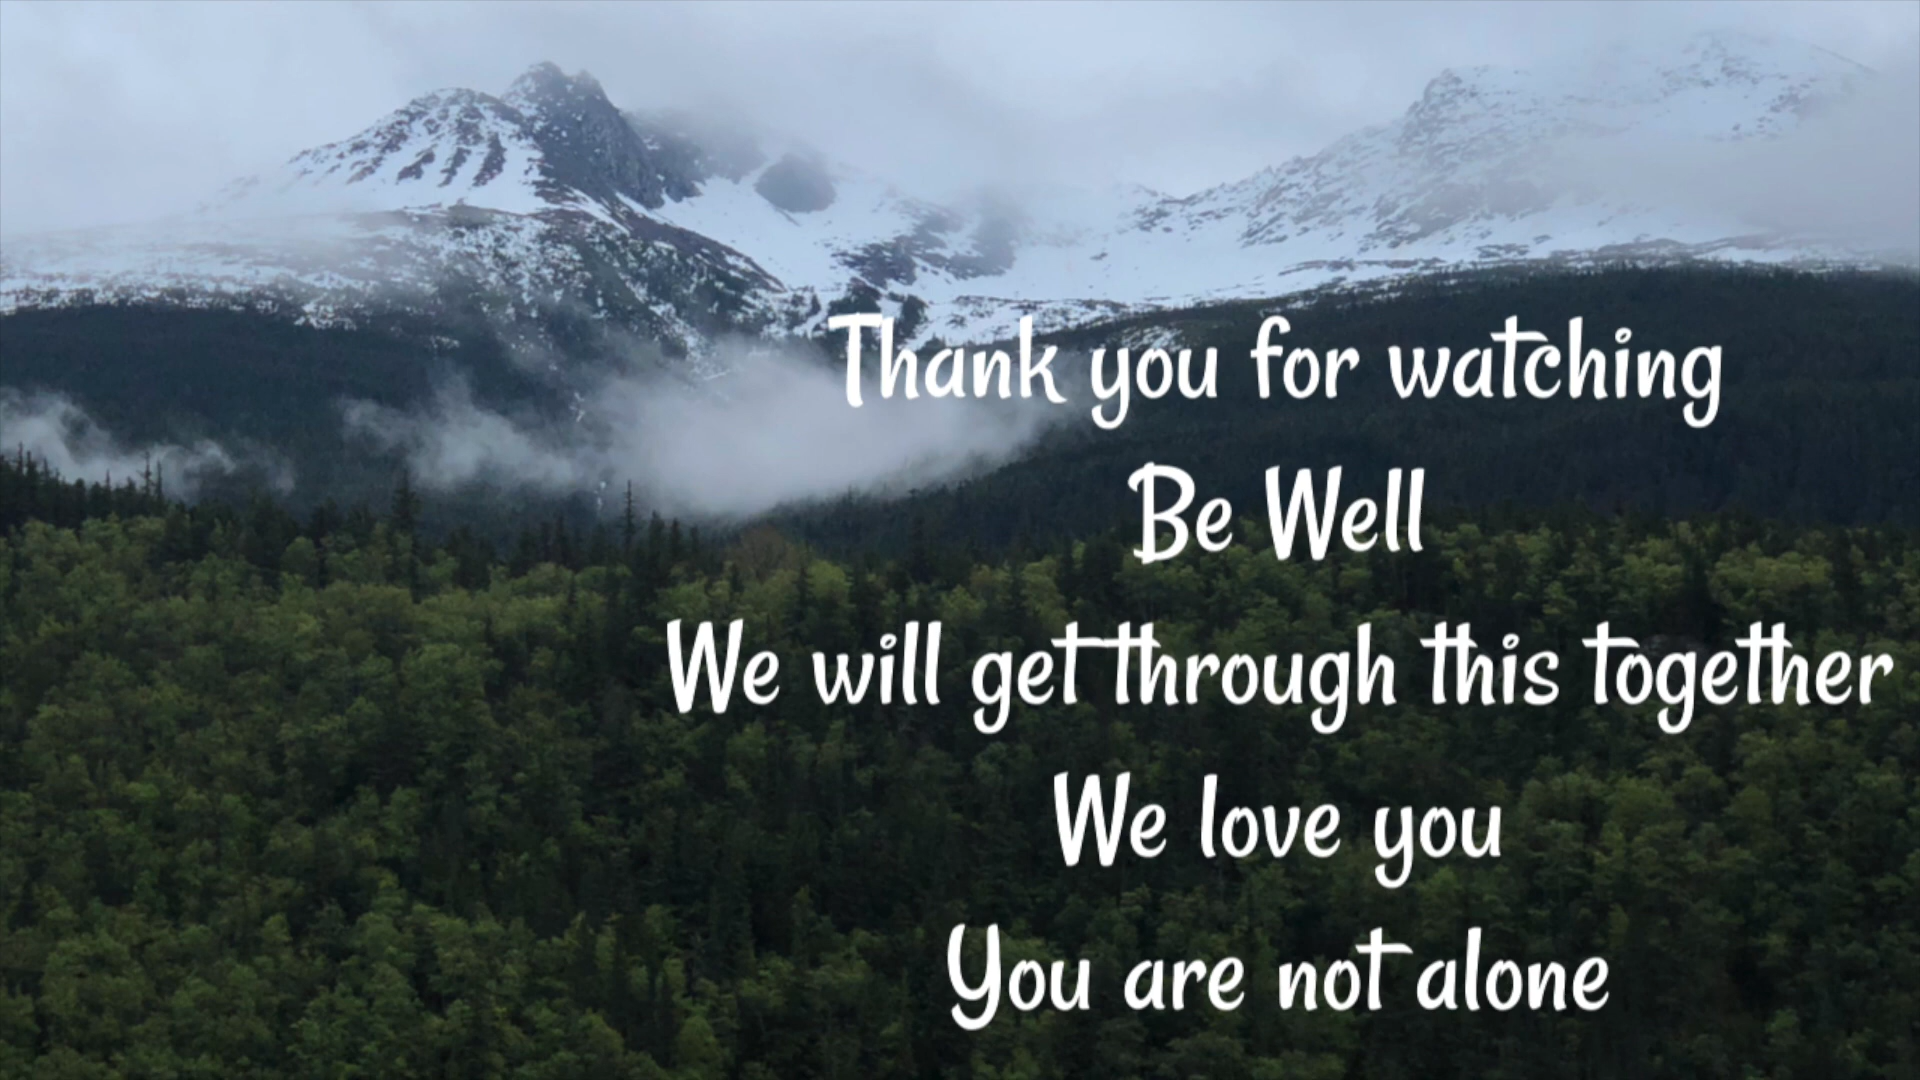 Thank you for watching
Be Well
We will get through this together
We love you
You are not alone